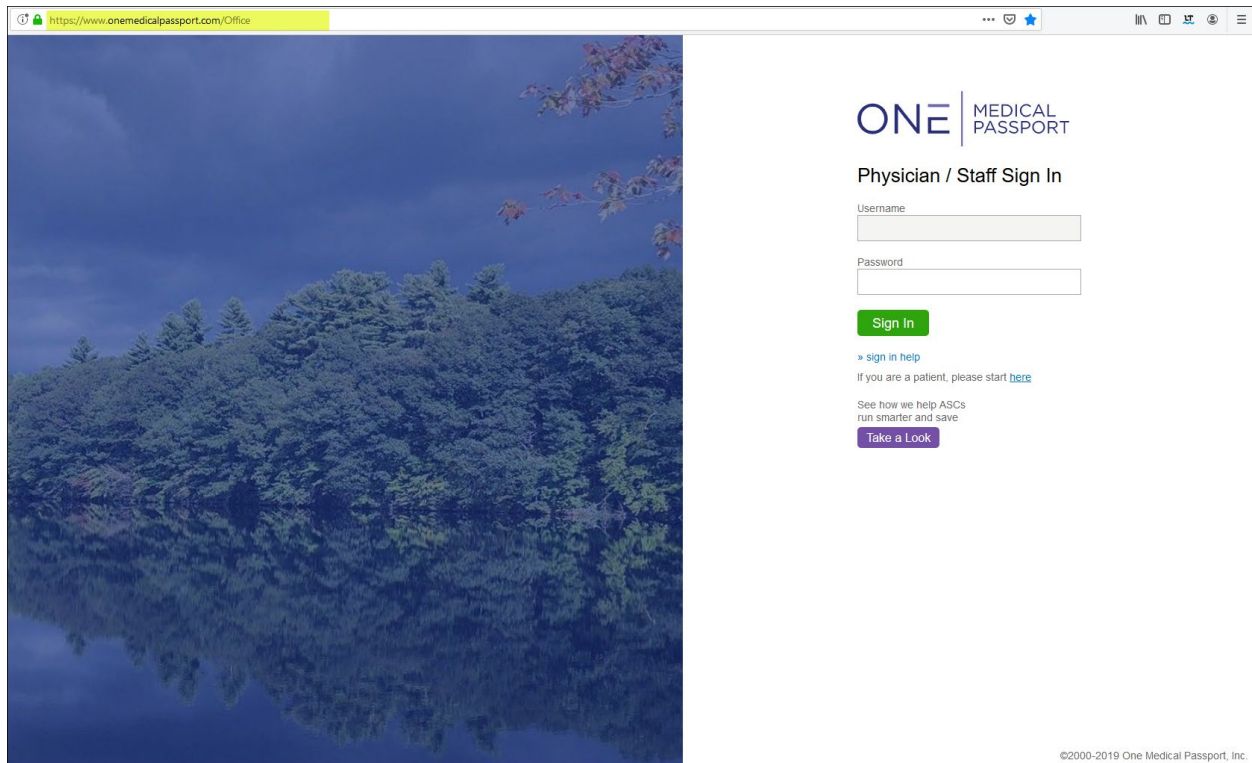 https://www.onemedicalpassport.com/Office
ONE MEDICAL
PASSPORT
Physician / Staff Sign In
Username
Password
Sign In
» sign in help
If you are a patient, please start here
See how we help ASCs
run smarter and save
Take a Look
©2000-2019 One Medical Passport, Inc.